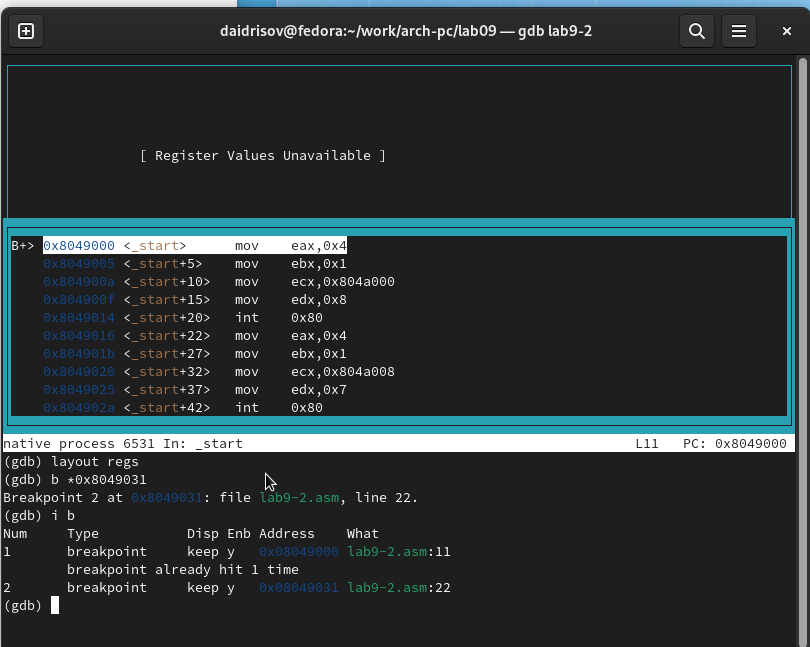 daidrisov@fedora:~/work/arch-pc/lab09 — gdb lab9-2
[ Register Values Unavailable ]
B+> 0x8049000 <_start>      mov    eax,0x4
0x8049005 <_start+5>    mov    ebx,0x1
0x804900a <_start+10>   mov    ecx,0x804a000
0x804900f <_start+15>   mov    edx,0x8
0x8049014 <_start+20>   int    0x80
0x8049016 <_start+22>   mov    eax,0x4
0x804901b <_start+27>   mov    ebx,0x1
0x8049020 <_start+32>   mov    ecx,0x804a008
0x8049025 <_start+37>   mov    edx,0x7
0x804902a <_start+42>   int    0x80
native process 6531 In: _start L11 PC: 0x8049000
(gdb) layout regs
(gdb) b *0x8049031
Breakpoint 2 at 0x8049031: file lab9-2.asm, line 22.
(gdb) i b
Num     Type           Disp Enb Address    What
1       breakpoint     keep y   0x08049000 lab9-2.asm:11
breakpoint already hit 1 time
2       breakpoint     keep y   0x08049031 lab9-2.asm:22
(gdb)